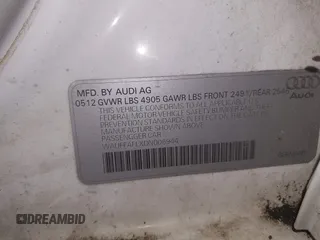 MFD. BY AUDI AG
0512 GVWR LBS 4905 GAWR LBS FRONT REAR
THIS VEHICLE CONFORMS TO ALL APPLICABLE
FEDERAL MOTOR VEHICLE SAFETY, BUMPER, AND THEFT
PREVENTION STANDARDS IN EFFECT ON THE DATE OF
MANUFACTURE SHOWN ABOVE
PASSENGER CAR
Audi
DREAMBID